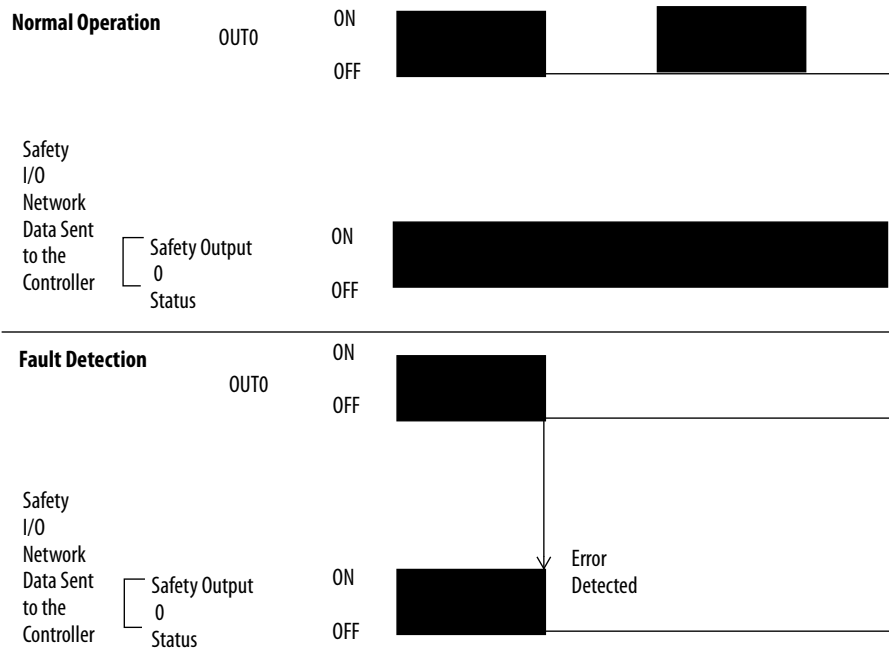 Normal Operation
OUT0
ON
OFF
Safety
I/O
Network
Data Sent
to the
Controller
Safety Output
0
Status
ON
OFF
Fault Detection
OUT0
ON
OFF
Safety
I/O
Network
Data Sent
to the
Controller
Safety Output
0
Status
ON
OFF
Error
Detected